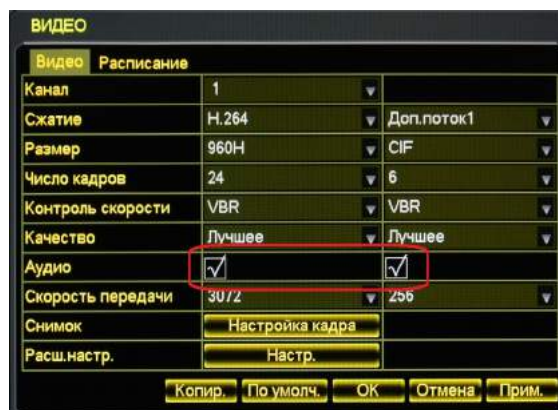 ВИДЕО
Видео Расписание
Канал 1
Сжатие H.264 Доп.поток1
Размер 960H CIF
Число кадров 24 6
Контроль скорости VBR VBR
Качество Лучшее Лучшее
Аудио
Скорость передачи 3072 256
Снимок Настройка кадра
Расш.настр. Настр.
Копир. По умолч. ОК Отмена Прим.